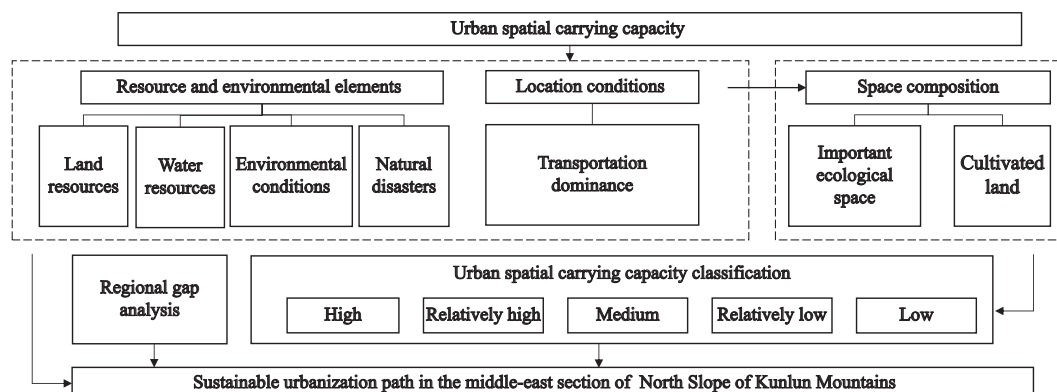 Urban spatial carrying capacity
Resource and environmental elements
Location conditions
Space composition
Land
resources
Water
resources
Environmental
conditions
Natural
disasters
Transportation
dominance
Important
ecological
space
Cultivated
land
Regional gap
analysis
Urban spatial carrying capacity classification
High
Relatively high
Medium
Relatively low
Low
Sustainable urbanization path in the middle-east section of North Slope of Kunlun Mountains